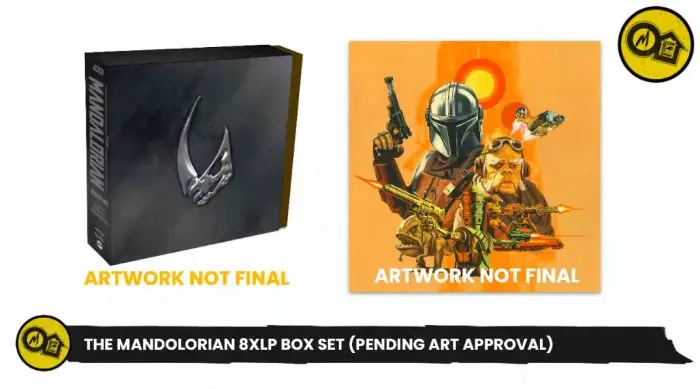 MANDALORIAN
ARTWORK NOT FINAL
ARTWORK NOT FINAL
THE MANDOLORIAN 8XLP BOX SET (PENDING ART APPROVAL)